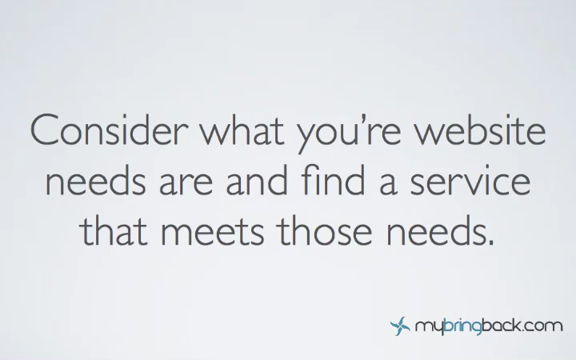 Consider what you’re website
needs are and find a service
that meets those needs.
mybringback.com